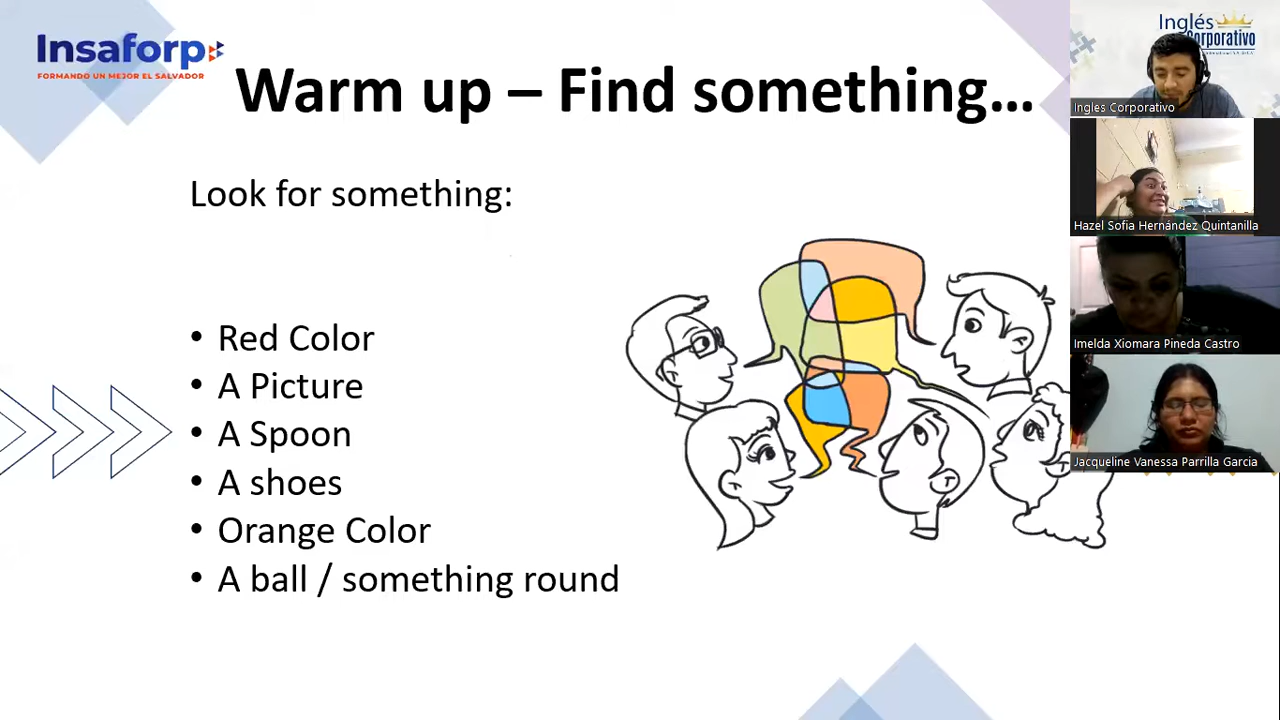 Insaforp
FORMANDO UN MEJOR EL SALVADOR
Warm up – Find something...
Look for something:
• Red Color
• A Picture
• A Spoon
• A shoes
• Orange Color
• A ball / something round
Inglés
Corporativo
Ingles Corporativo
Hazel Sofia Hernández Quintanilla
Imelda Xiomara Pineda Castro
Jacqueline Vanessa Parrilla Garcia